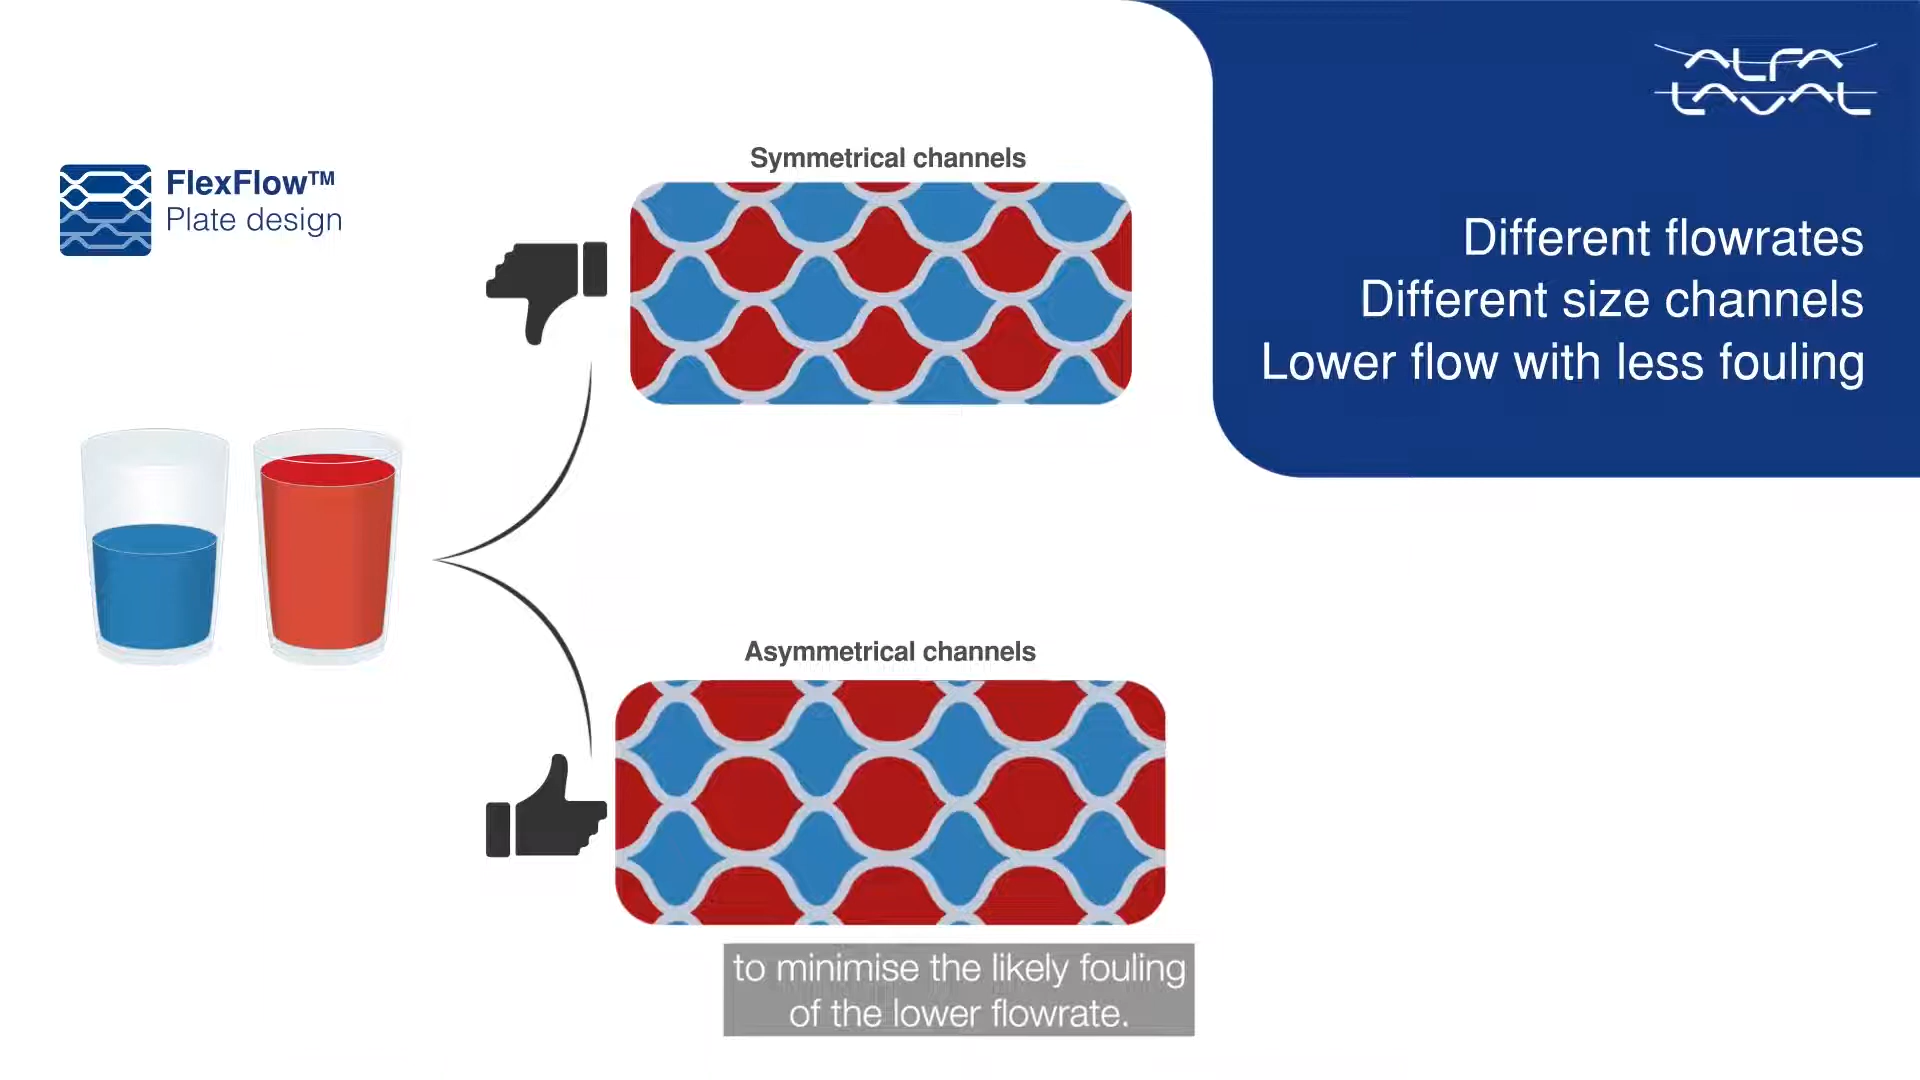 ALFA
LAVAL
FlexFlow™
Plate design
Symmetrical channels
Different flowrates
Different size channels
Lower flow with less fouling
Asymmetrical channels
to minimise the likely fouling
of the lower flowrate.